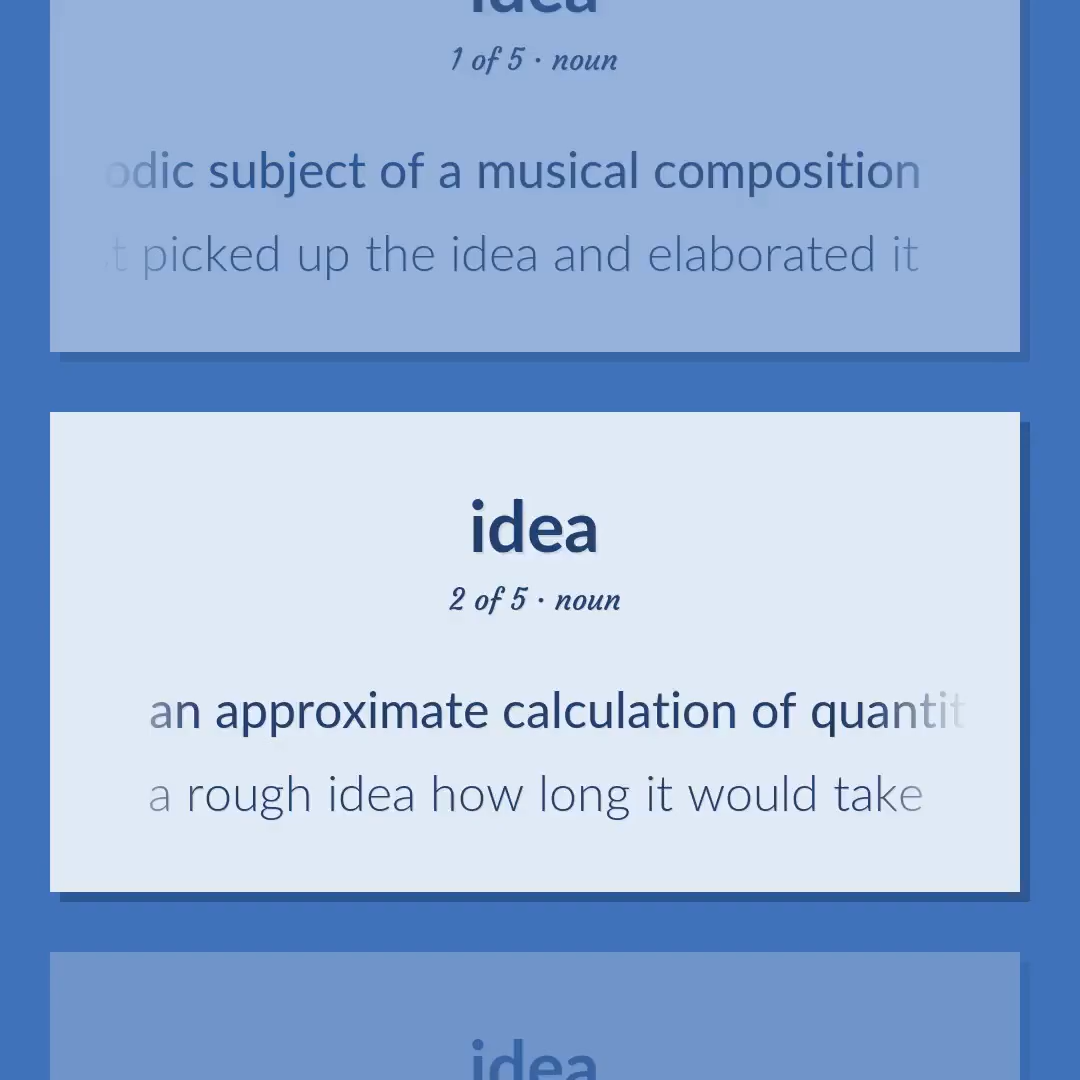 idea
1 of 5 · noun
odic subject of a musical composition
picked up the idea and elaborated it
idea
2 of 5 · noun
an approximate calculation of quantit
a rough idea how long it would take
idea